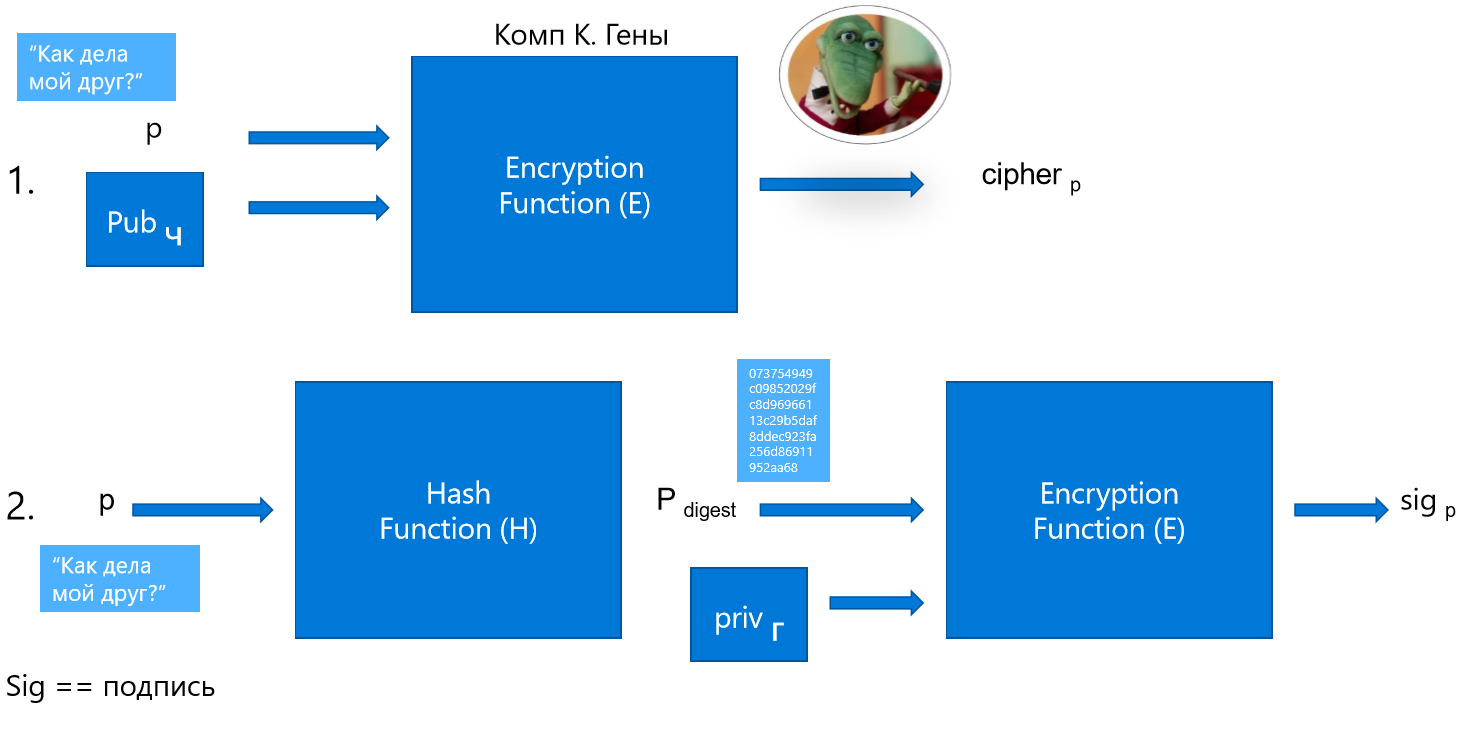 Комп К. Гены
“Как дела
мой друг?”
p
1.
Pub ч
Encryption
Function (E)
cipher p
073754949
c09852029f
c8d969661
13c29b5daf
8ddec923fa
256d86911
952aa68
2.
p
Hash
Function (H)
P digest
Encryption
Function (E)
sig p
“Как дела
мой друг?”
priv г
Sig == подпись